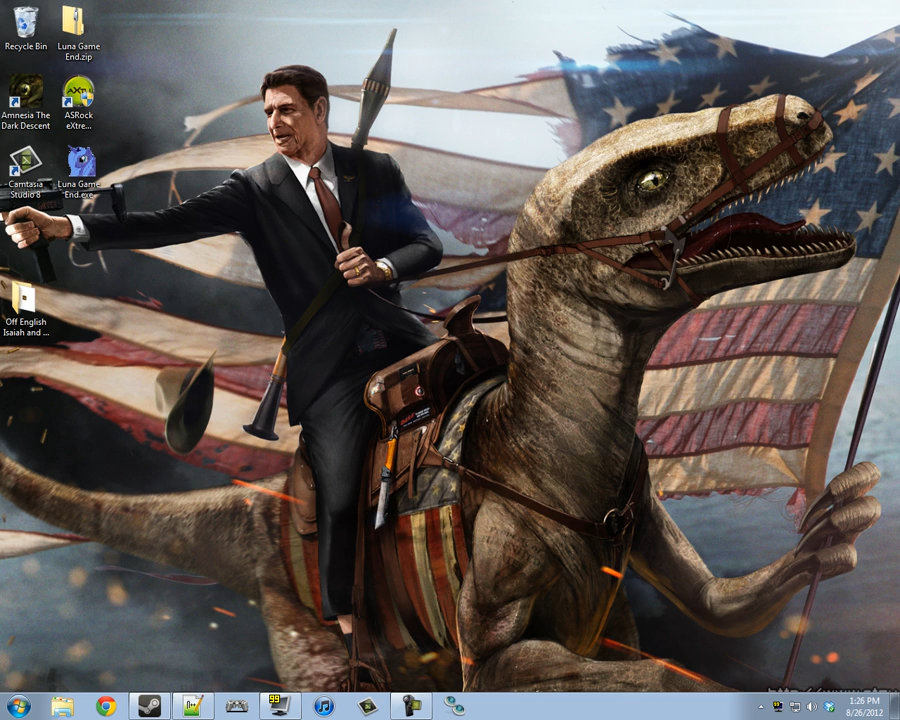 Recycle Bin
Luna Game
End.zip
Amnesia The
Dark Descent
ASRock
eXtre...
Camtasia
Studio 8
Luna Game
End.exe
Off English
Isaiah and ...
99
1:26 PM
8/26/2012